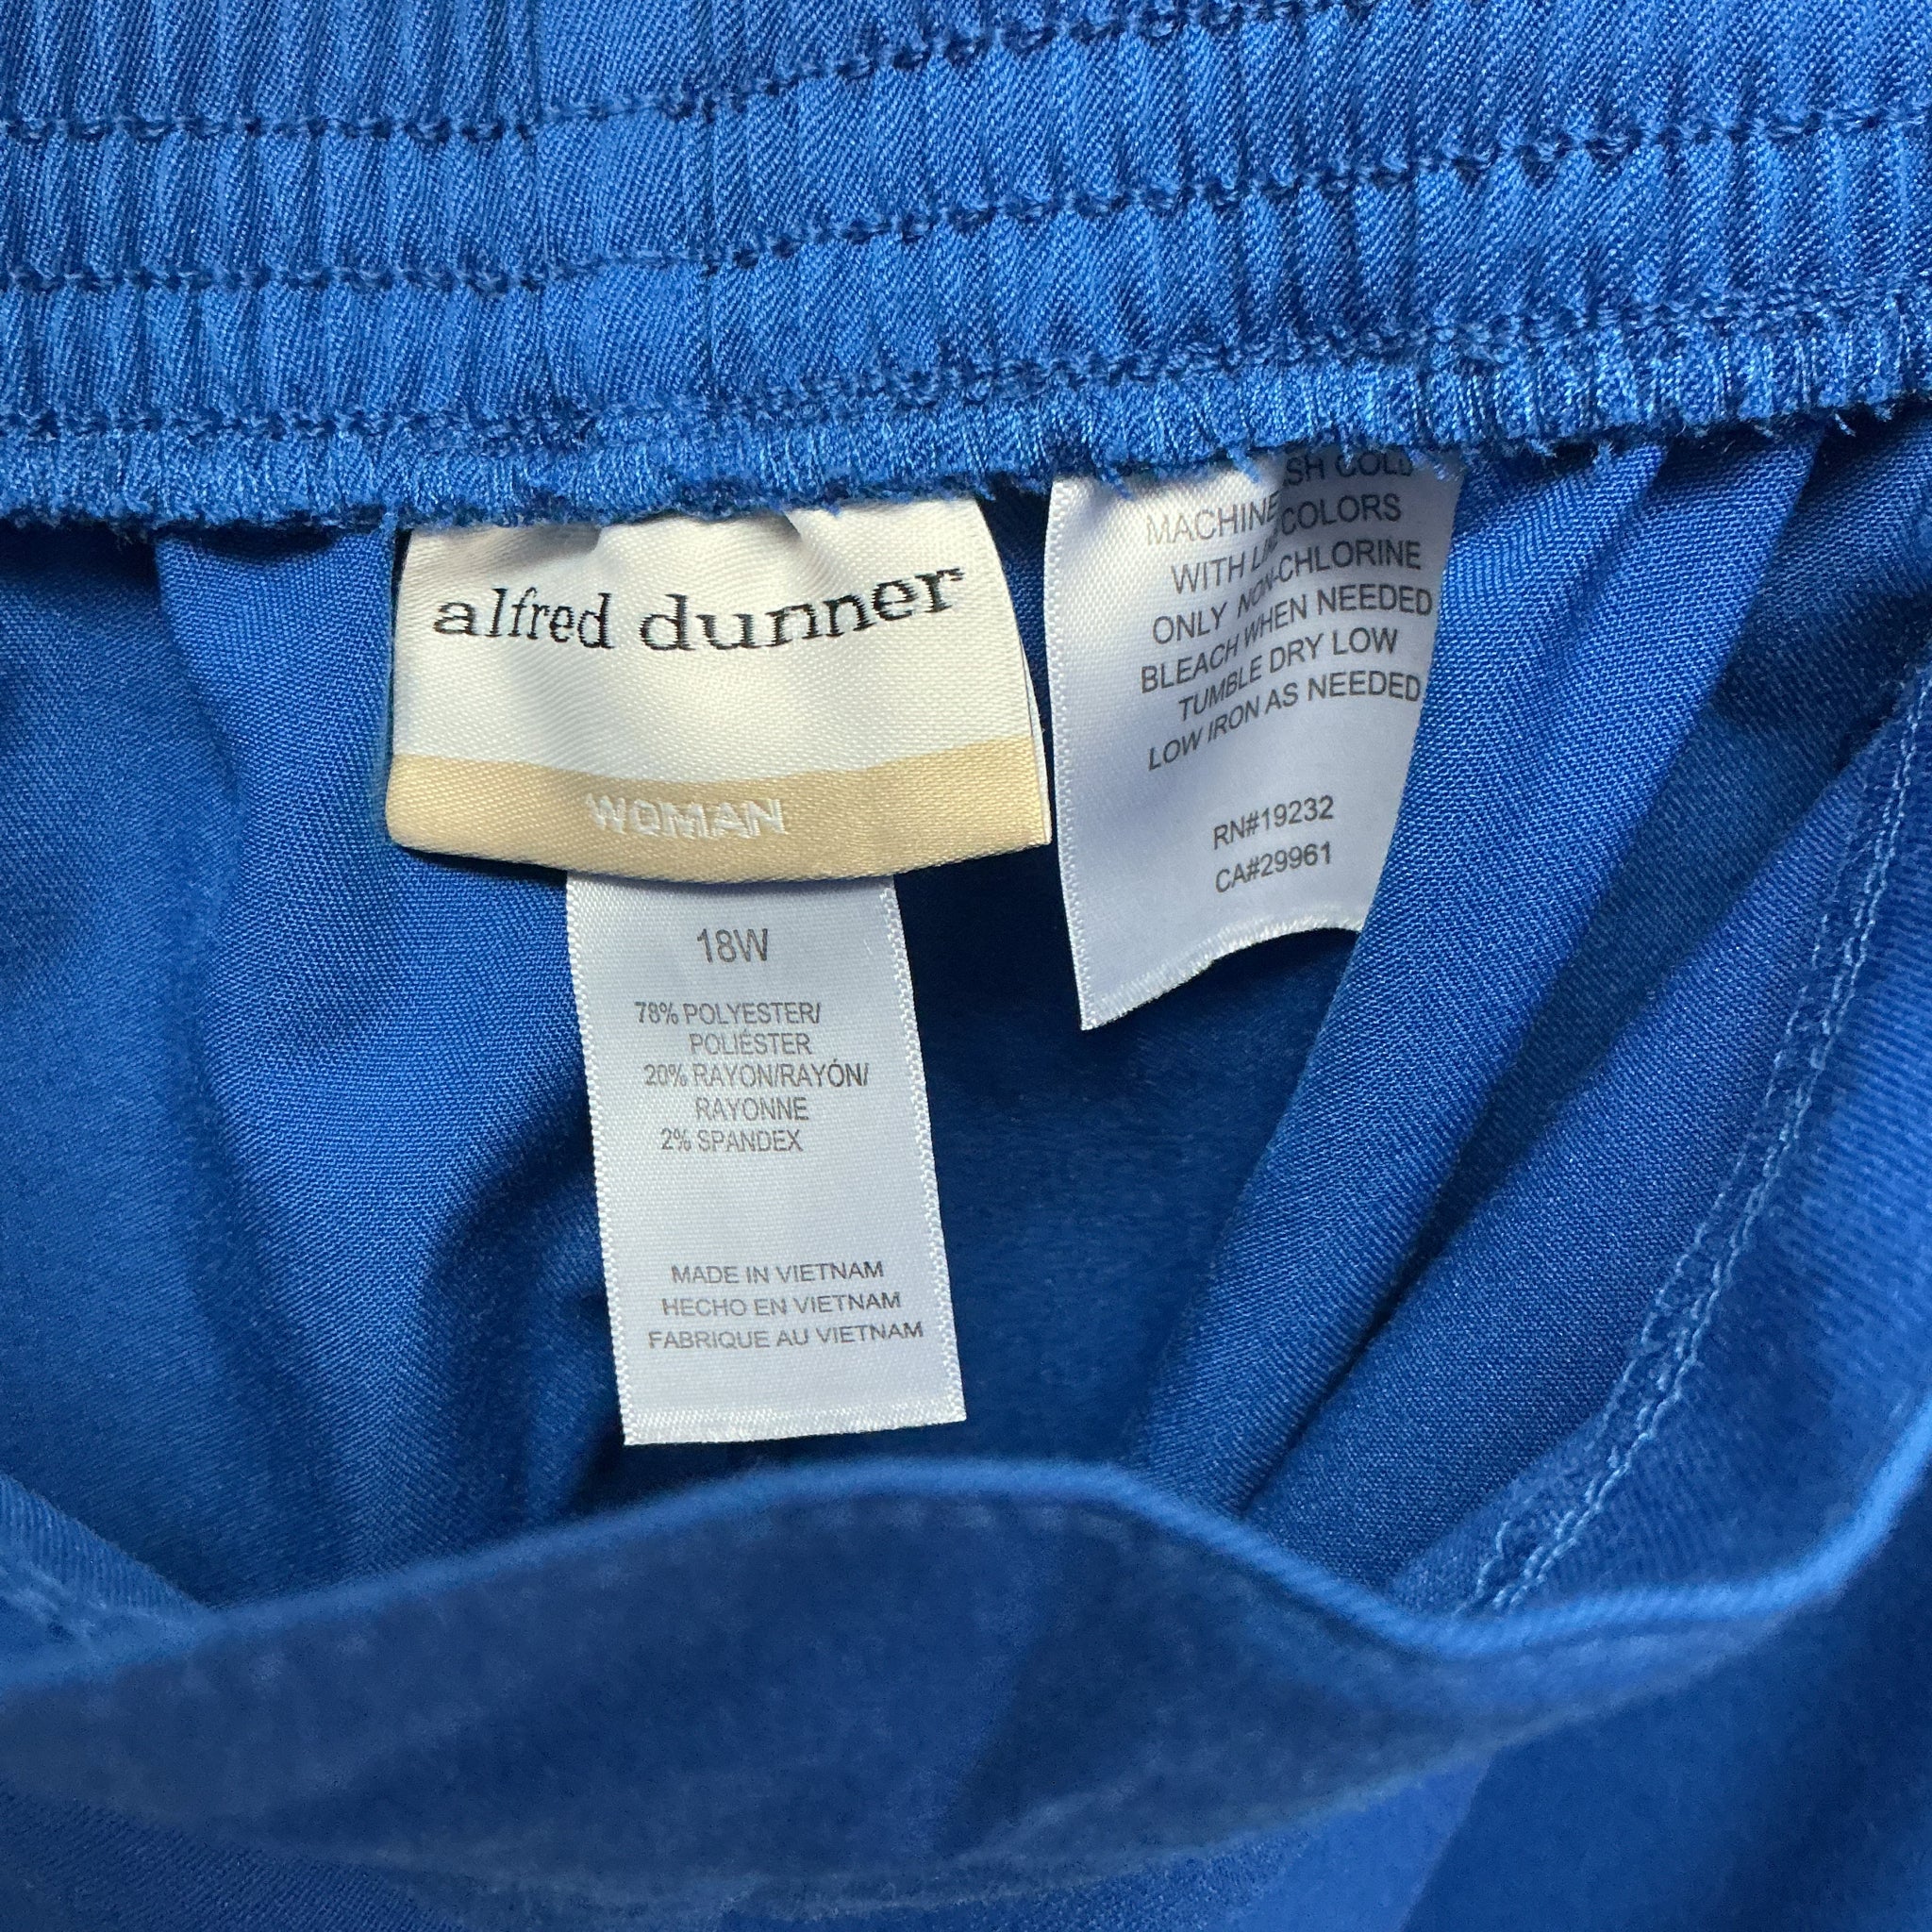 alfred dunner
WOMAN
18W
78% POLYESTER/
POLIÉSTER
20% RAYON/RAYÓN/
RAYONNE
2% SPANDEX
MADE IN VIETNAM
HECHO EN VIETNAM
FABRIQUE AU VIETNAM
MACHINE COLD
WITH COLORS
ONLY NON-CHLORINE
BLEACH WHEN NEEDED
TUMBLE DRY LOW
LOW IRON AS NEEDED
RN#19232
CA#29961